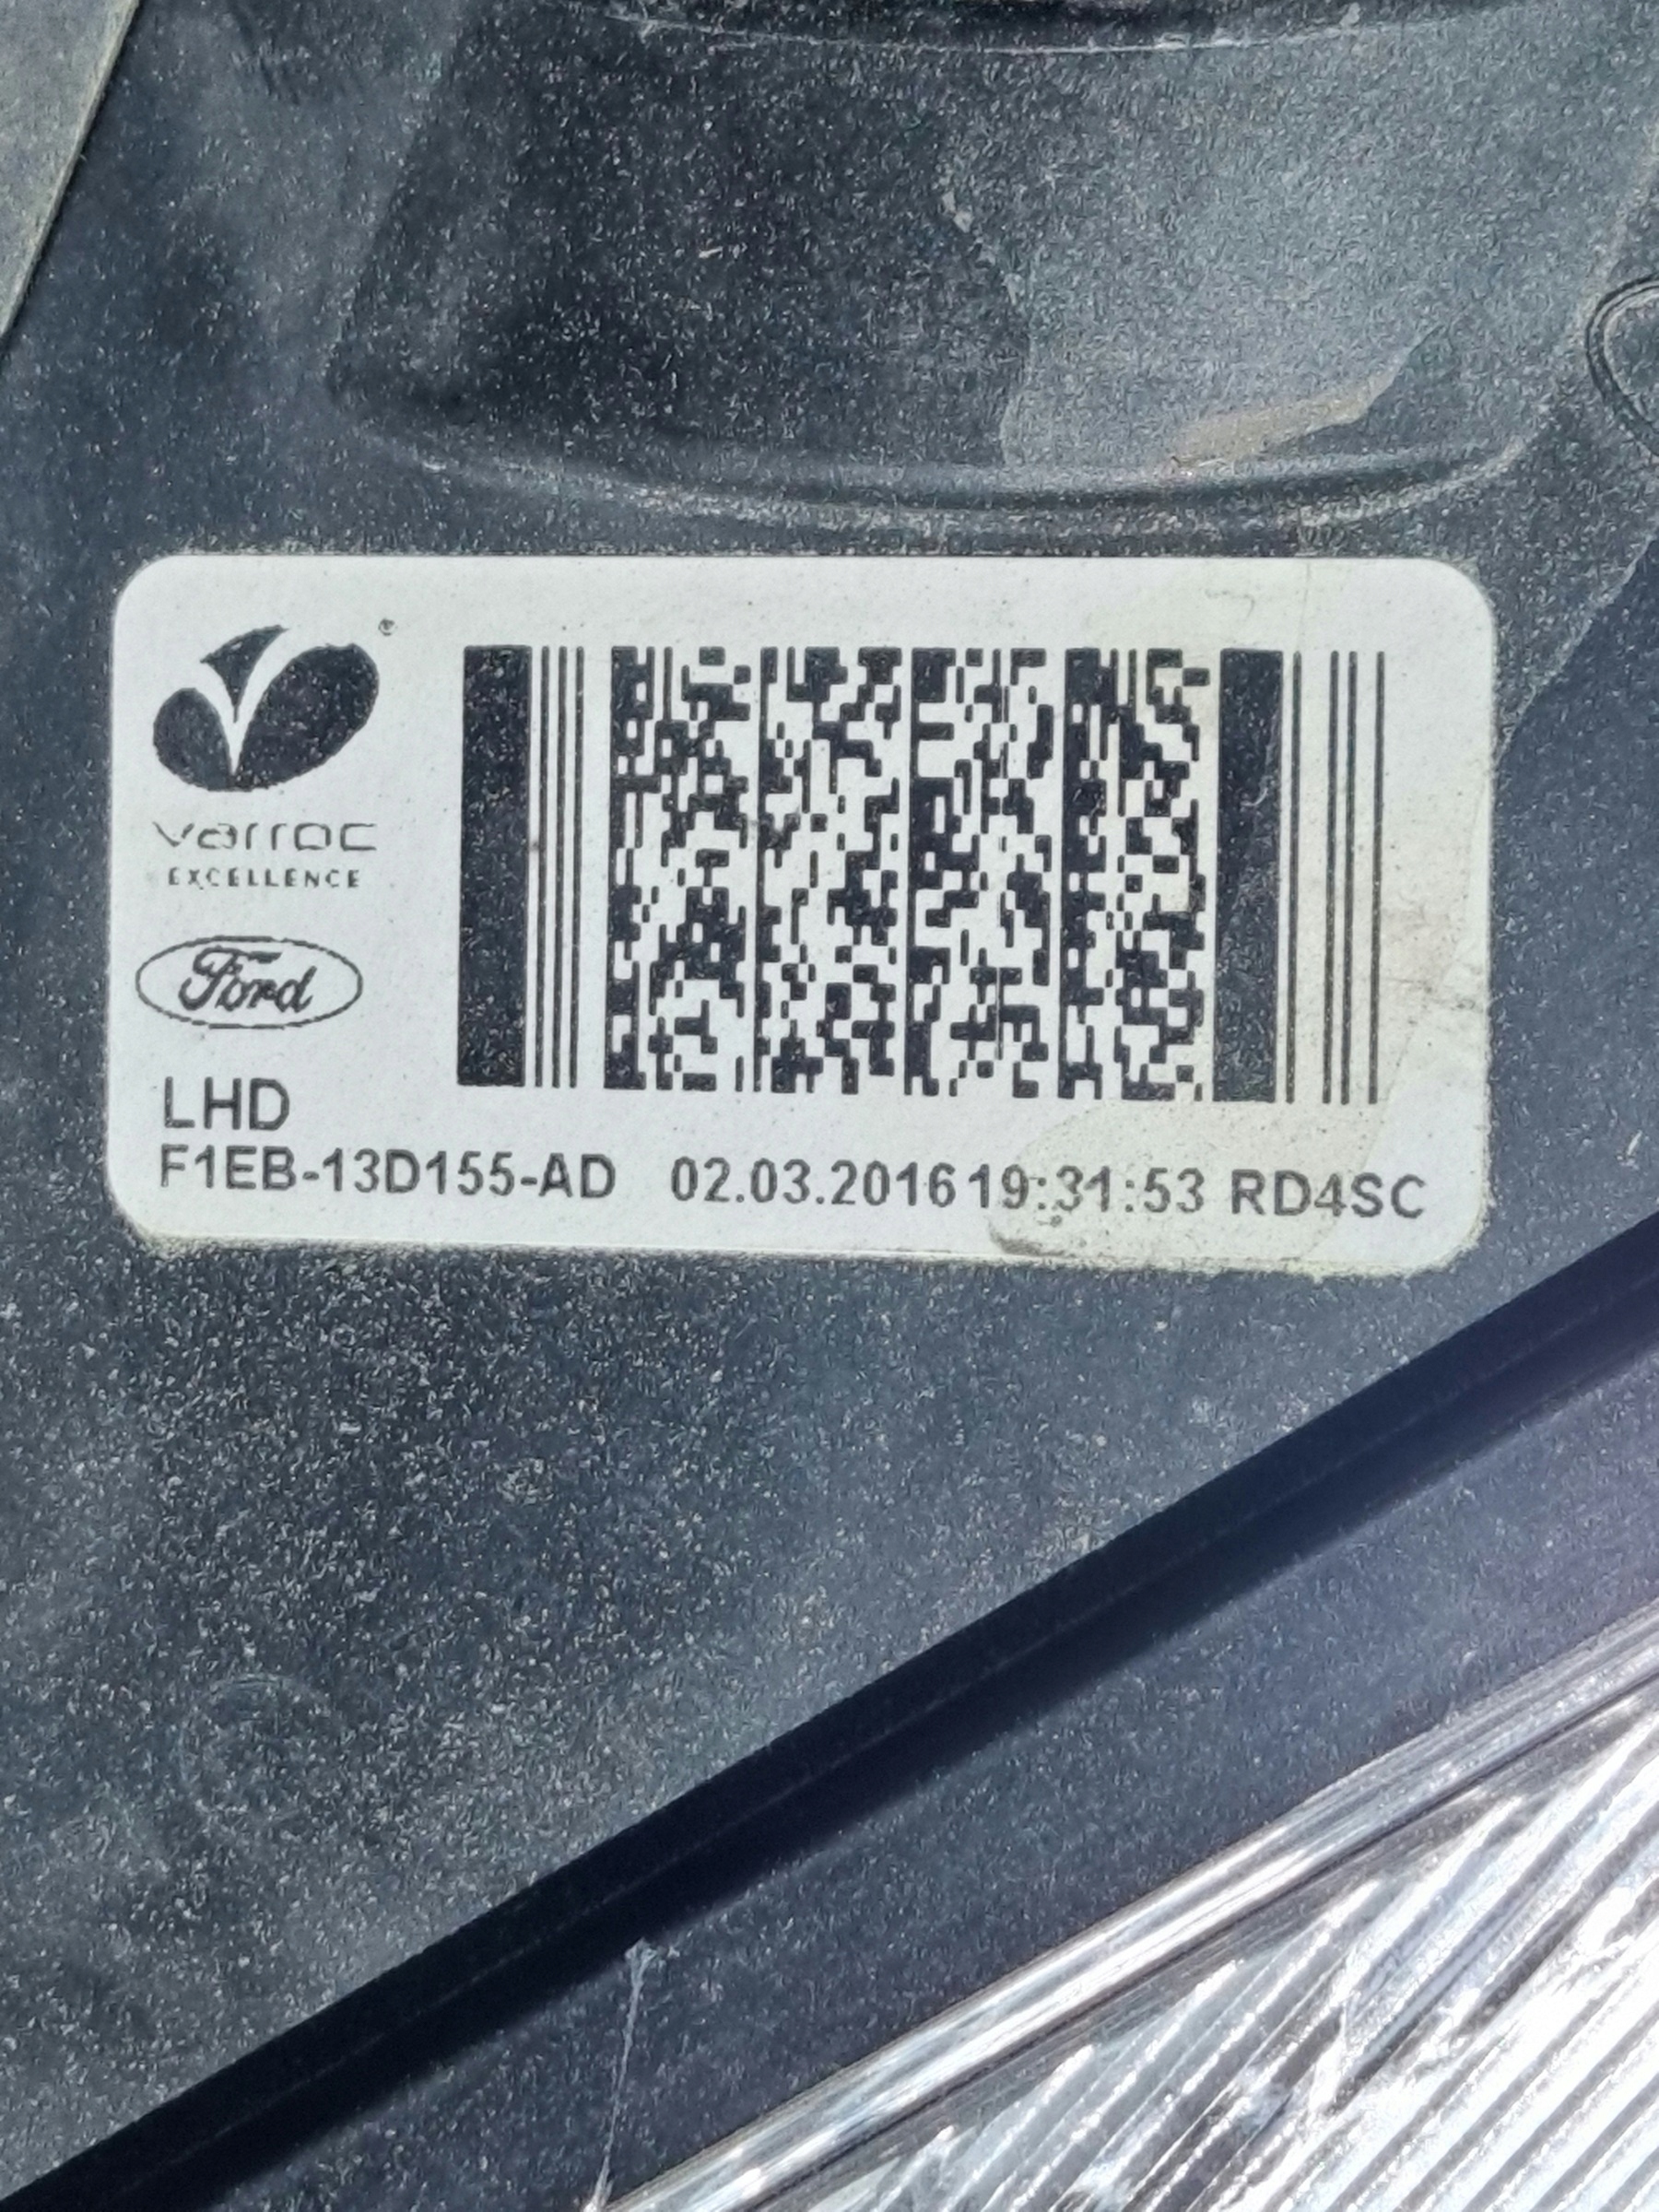 varroc
EXCELLENCE
Ford
LHD
F1EB-13D155-AD 02.03.2016 19:31:53 RD4SC